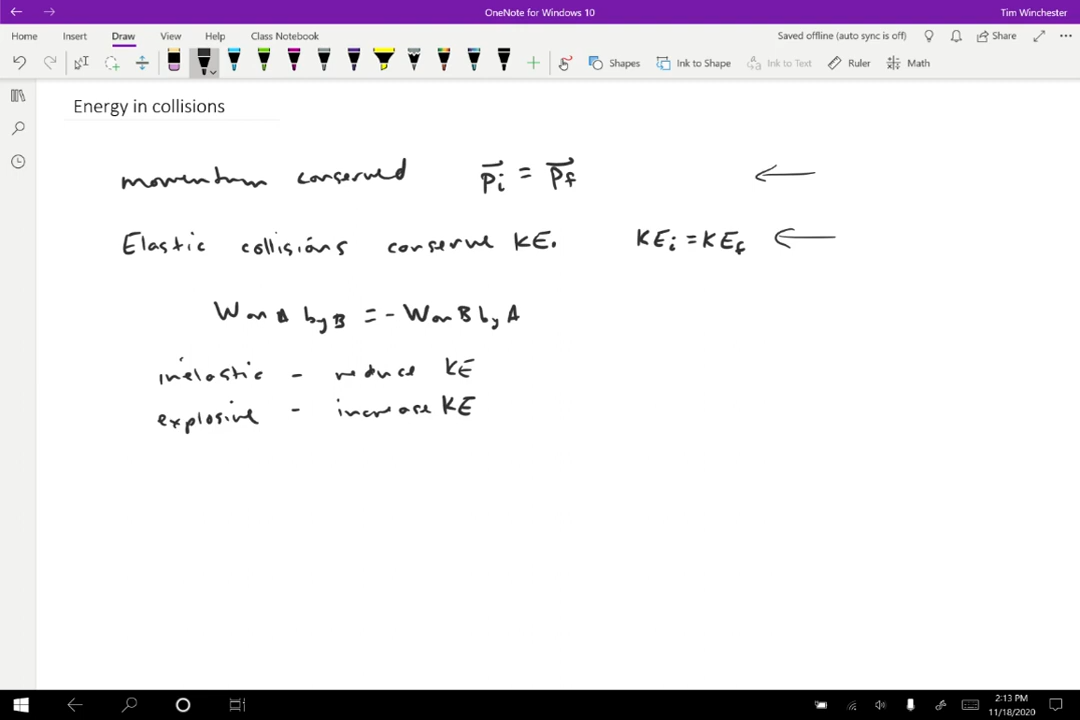 OneNote for Windows 10
Tim Winchester
Home Insert Draw View Help Class Notebook
Saved offline (auto sync is off) Share
Shapes Ink to Shape Ink to Text Ruler Math
Energy in collisions
momentum conserved p⃗i = p⃗f
Elastic collisions conserve KE. KEi = KEf
W on A by B = - W on B by A
inelastic - reduce KE
explosive - increase KE
2:13 PM
11/18/2020